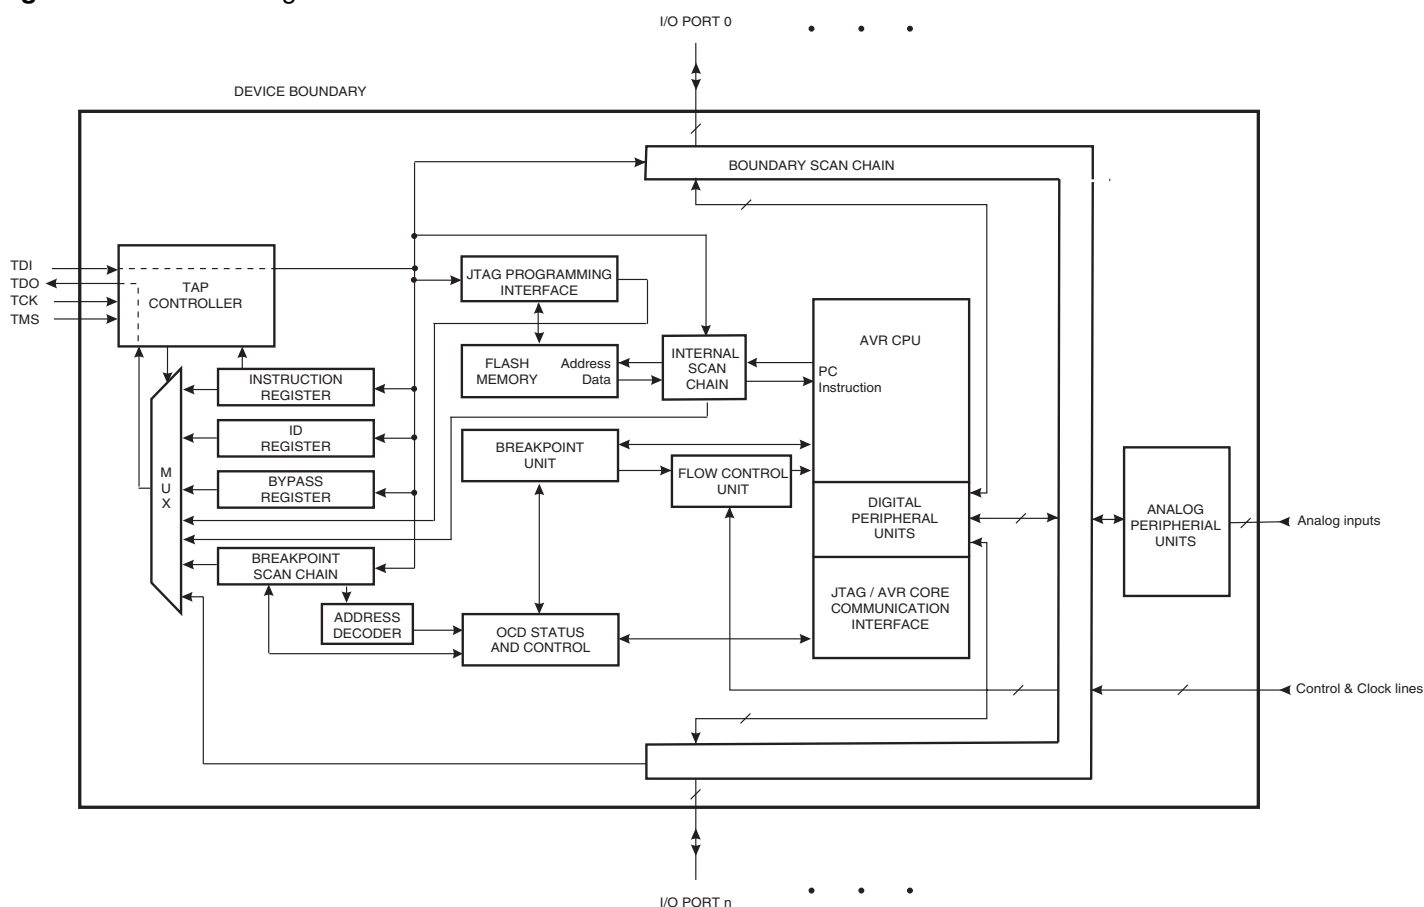 I/O PORT 0
DEVICE BOUNDARY
BOUNDARY SCAN CHAIN
TDI
TDO
TCK
TMS
TAP
CONTROLLER
JTAG PROGRAMMING
INTERFACE
FLASH
MEMORY
Address
Data
INTERNAL
SCAN
CHAIN
AVR CPU
PC
Instruction
INSTRUCTION
REGISTER
ID
REGISTER
BYPASS
REGISTER
M
U
X
BREAKPOINT
UNIT
FLOW CONTROL
UNIT
DIGITAL
PERIPHERAL
UNITS
ANALOG
PERIPHERIAL
UNITS
Analog inputs
BREAKPOINT
SCAN CHAIN
ADDRESS
DECODER
OCD STATUS
AND CONTROL
JTAG / AVR CORE
COMMUNICATION
INTERFACE
Control & Clock lines
I/O PORT n